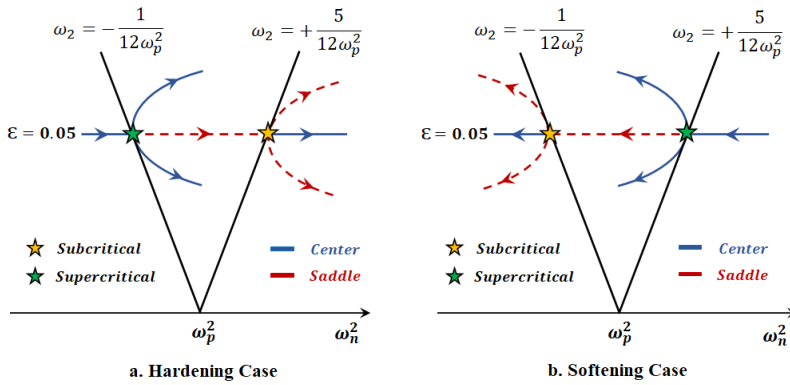 ω₂ = − 1/(12ω_p²)
ω₂ = + 5/(12ω_p²)
Ɛ = 0.05
Subcritical
Supercritical
Center
Saddle
ω_p²
ω_n²
a. Hardening Case
ω₂ = − 1/(12ω_p²)
ω₂ = + 5/(12ω_p²)
Ɛ = 0.05
Subcritical
Supercritical
Center
Saddle
ω_p²
ω_n²
b. Softening Case